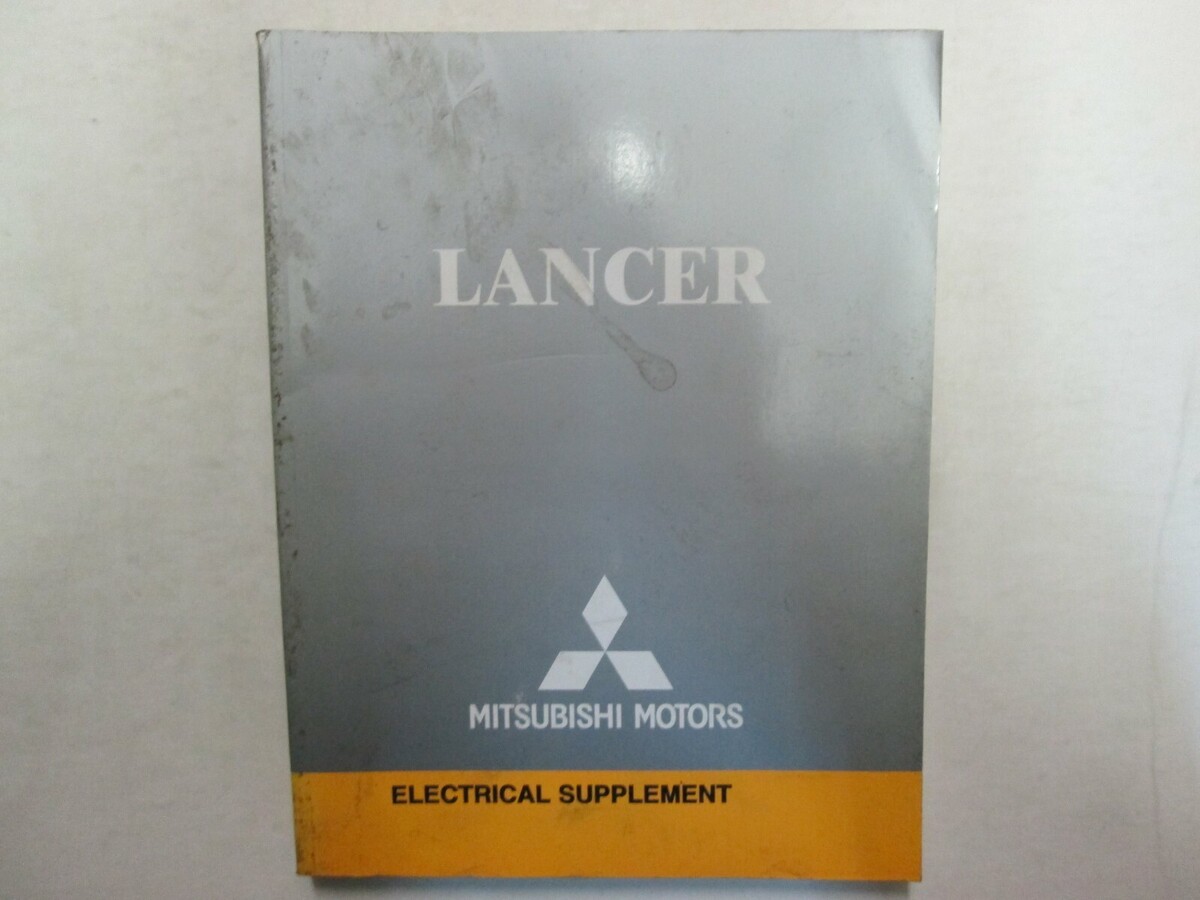 LANCER
MITSUBISHI MOTORS
ELECTRICAL SUPPLEMENT